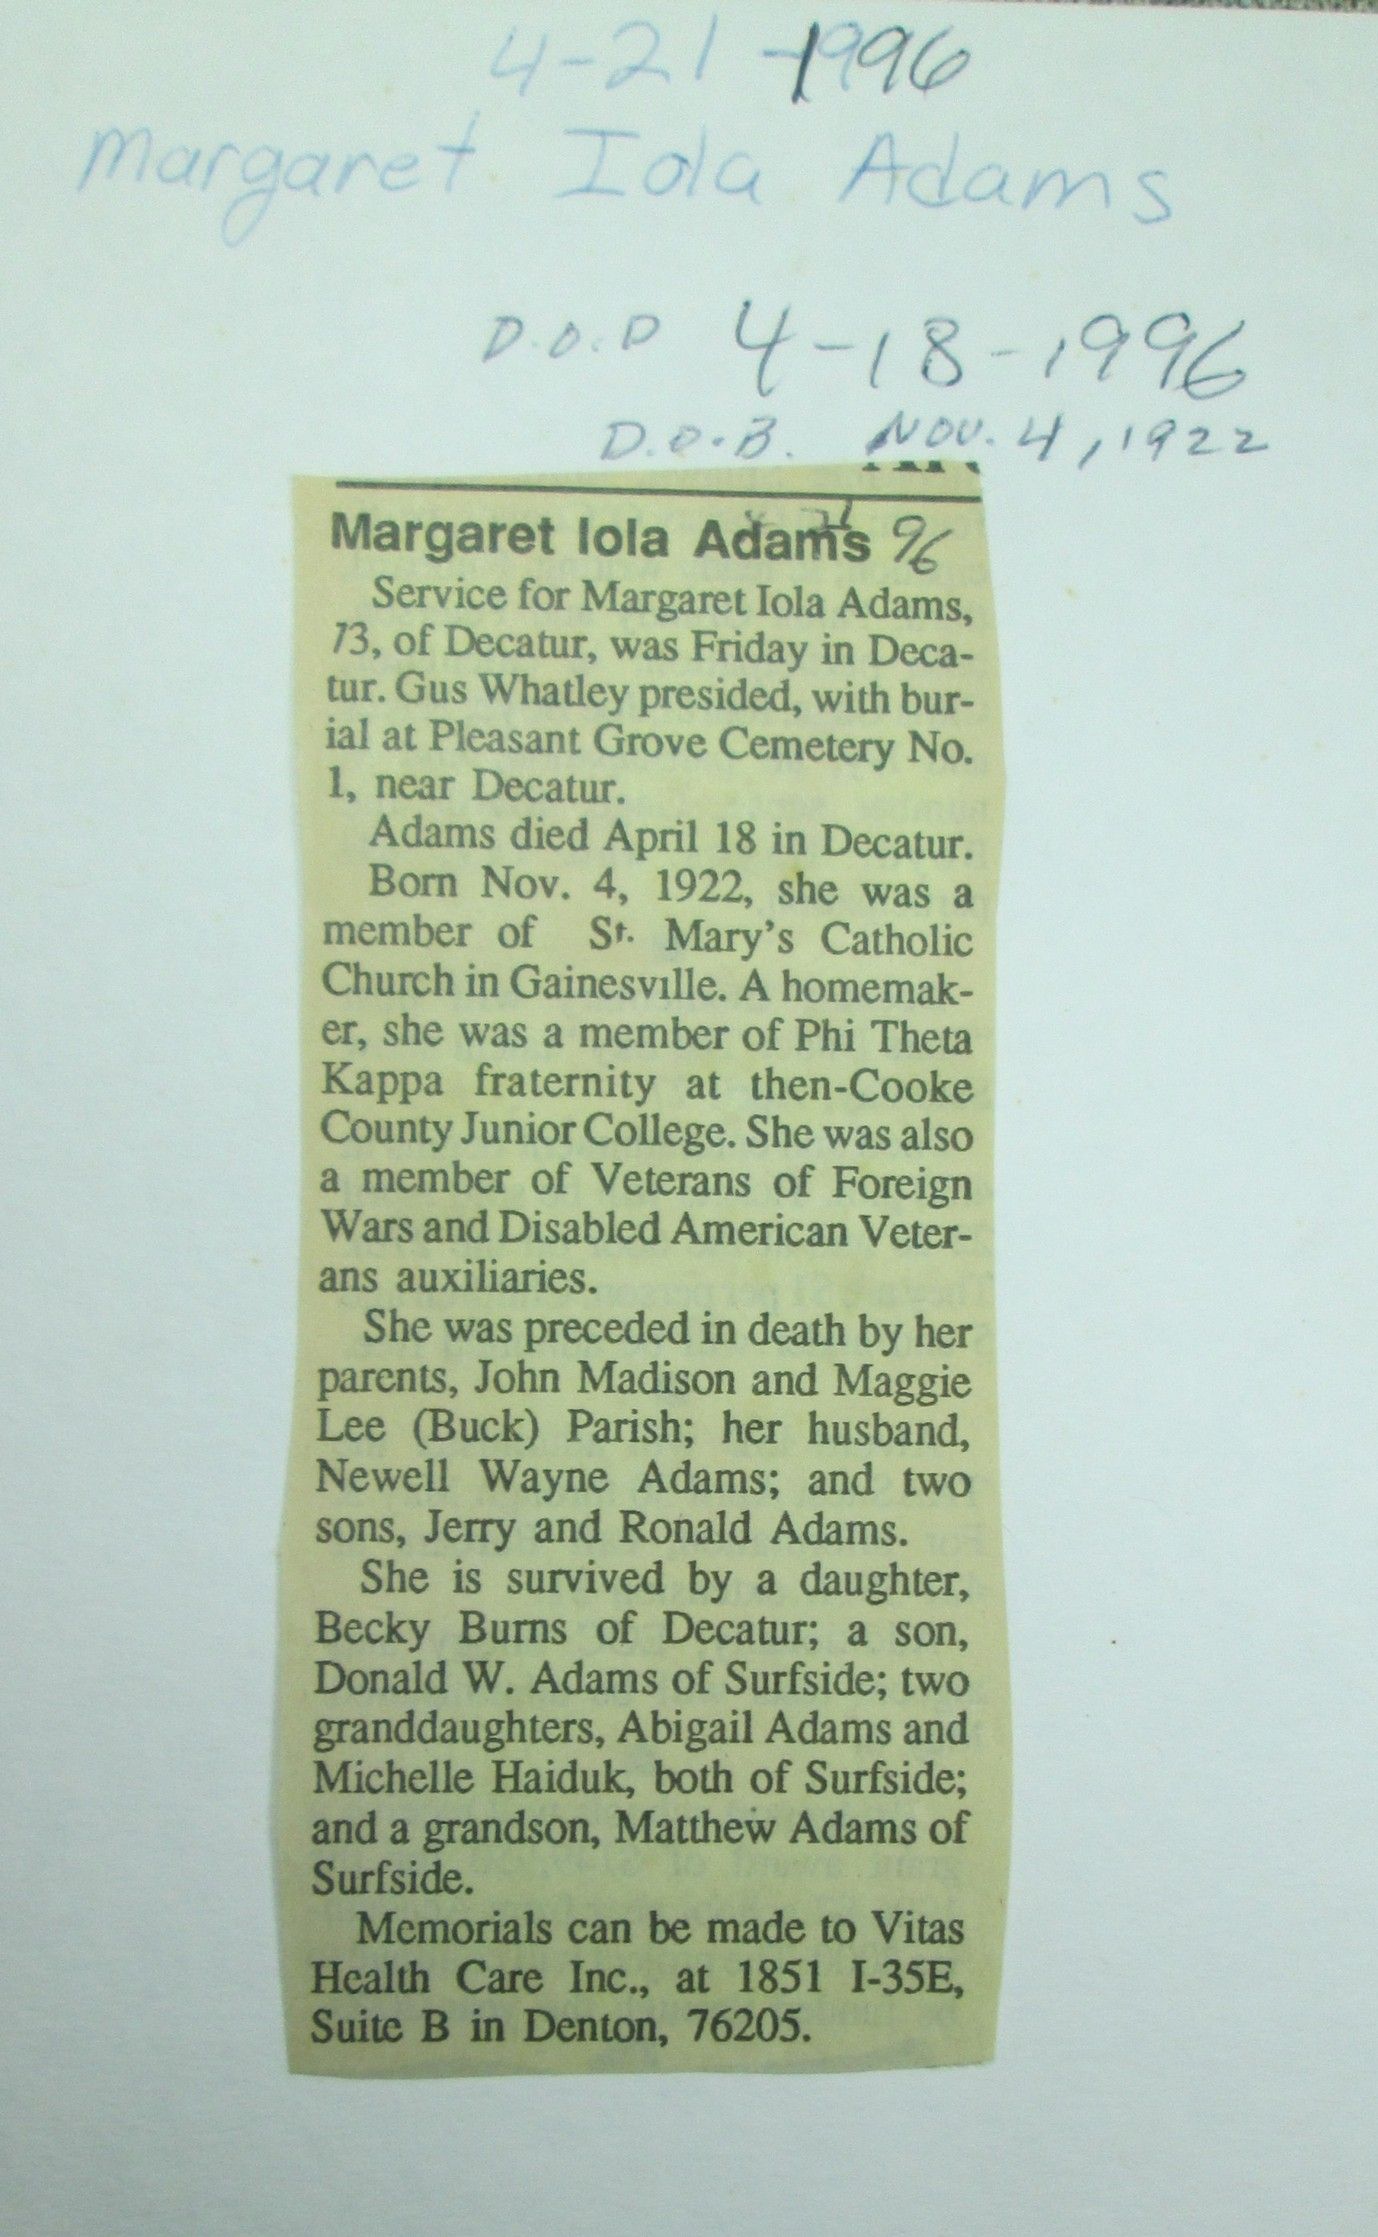 4-21-1996
Margaret Iola Adams
D.O.D 4-18-1996
D.O.B. Nov. 4, 1922
Margaret Iola Adams 96
Service for Margaret Iola Adams,
73, of Decatur, was Friday in Deca-
tur. Gus Whatley presided, with bur-
ial at Pleasant Grove Cemetery No.
1, near Decatur.
Adams died April 18 in Decatur.
Born Nov. 4, 1922, she was a
member of St. Mary's Catholic
Church in Gainesville. A homemak-
er, she was a member of Phi Theta
Kappa fraternity at then-Cooke
County Junior College. She was also
a member of Veterans of Foreign
Wars and Disabled American Veter-
ans auxiliaries.
She was preceded in death by her
parents, John Madison and Maggie
Lee (Buck) Parish; her husband,
Newell Wayne Adams; and two
sons, Jerry and Ronald Adams.
She is survived by a daughter,
Becky Burns of Decatur; a son,
Donald W. Adams of Surfside; two
granddaughters, Abigail Adams and
Michelle Haiduk, both of Surfside;
and a grandson, Matthew Adams of
Surfside.
Memorials can be made to Vitas
Health Care Inc., at 1851 I-35E,
Suite B in Denton, 76205.